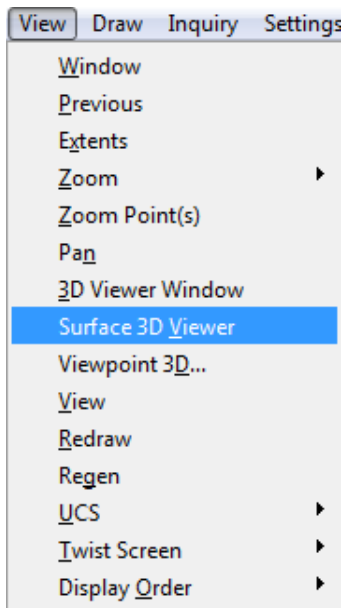 View Draw Inquiry Settings
Window
Previous
Extents
Zoom
Zoom Point(s)
Pan
3D Viewer Window
Surface 3D Viewer
Viewpoint 3D...
View
Redraw
Regen
UCS
Twist Screen
Display Order